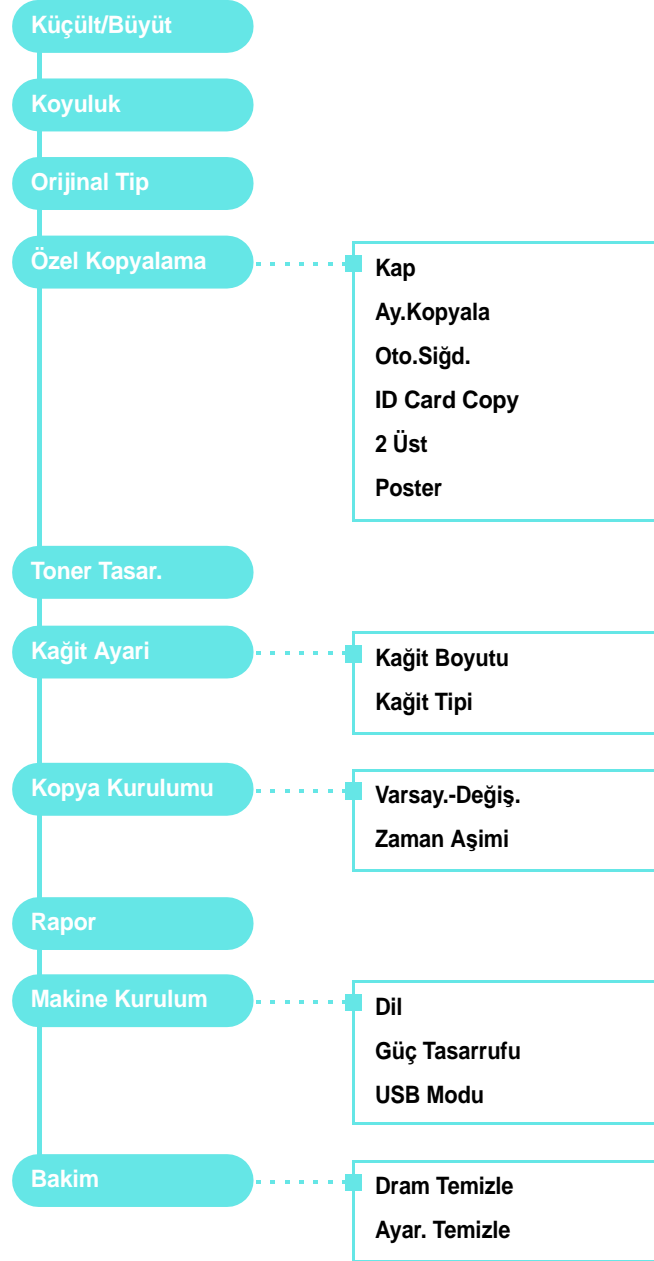 Küçült/Büyüt
Koyuluk
Orijinal Tip
Özel Kopyalama
Kap
Ay.Kopyala
Oto.Siğd.
ID Card Copy
2 Üst
Poster
Toner Tasar.
Kağit Ayari
Kağit Boyutu
Kağit Tipi
Kopya Kurulumu
Varsay.-Değiş.
Zaman Aşimi
Rapor
Makine Kurulum
Dil
Güç Tasarrufu
USB Modu
Bakim
Dram Temizle
Ayar. Temizle